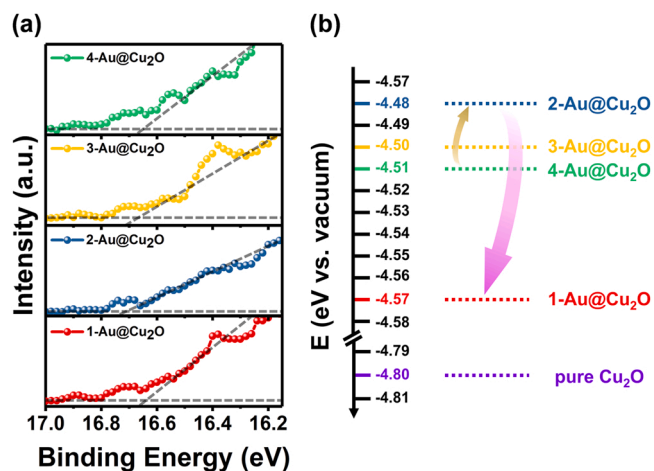 (a)
4-Au@Cu2O
3-Au@Cu2O
2-Au@Cu2O
1-Au@Cu2O
Intensity (a.u.)
17.0 16.8 16.6 16.4 16.2
Binding Energy (eV)
(b)
E (eV vs. vacuum)
-4.57
-4.48
-4.49
-4.50
-4.51
-4.52
-4.53
-4.54
-4.55
-4.56
-4.57
-4.58
-4.79
-4.80
-4.81
2-Au@Cu2O
3-Au@Cu2O
4-Au@Cu2O
1-Au@Cu2O
pure Cu2O